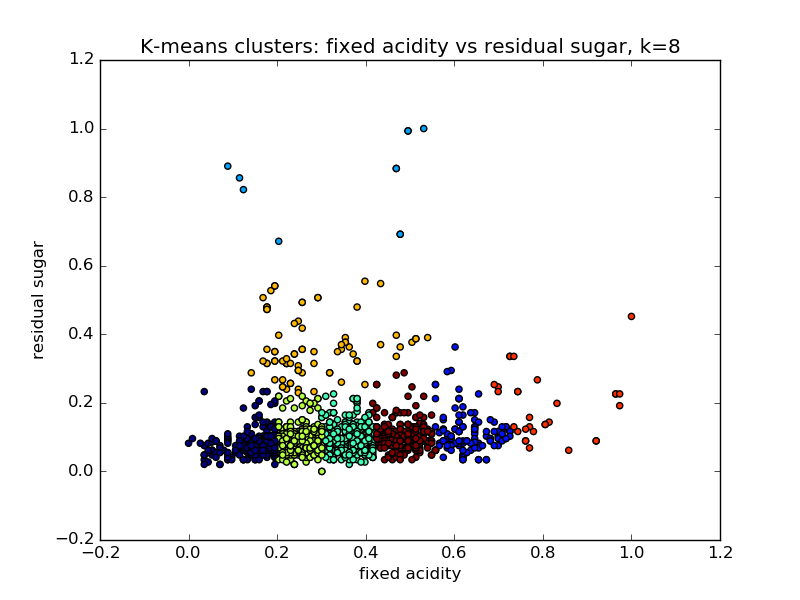 K-means clusters: fixed acidity vs residual sugar, k=8
1.2
1.0
0.8
0.6
0.4
0.2
0.0
−0.2
residual sugar
−0.2 0.0 0.2 0.4 0.6 0.8 1.0 1.2
fixed acidity